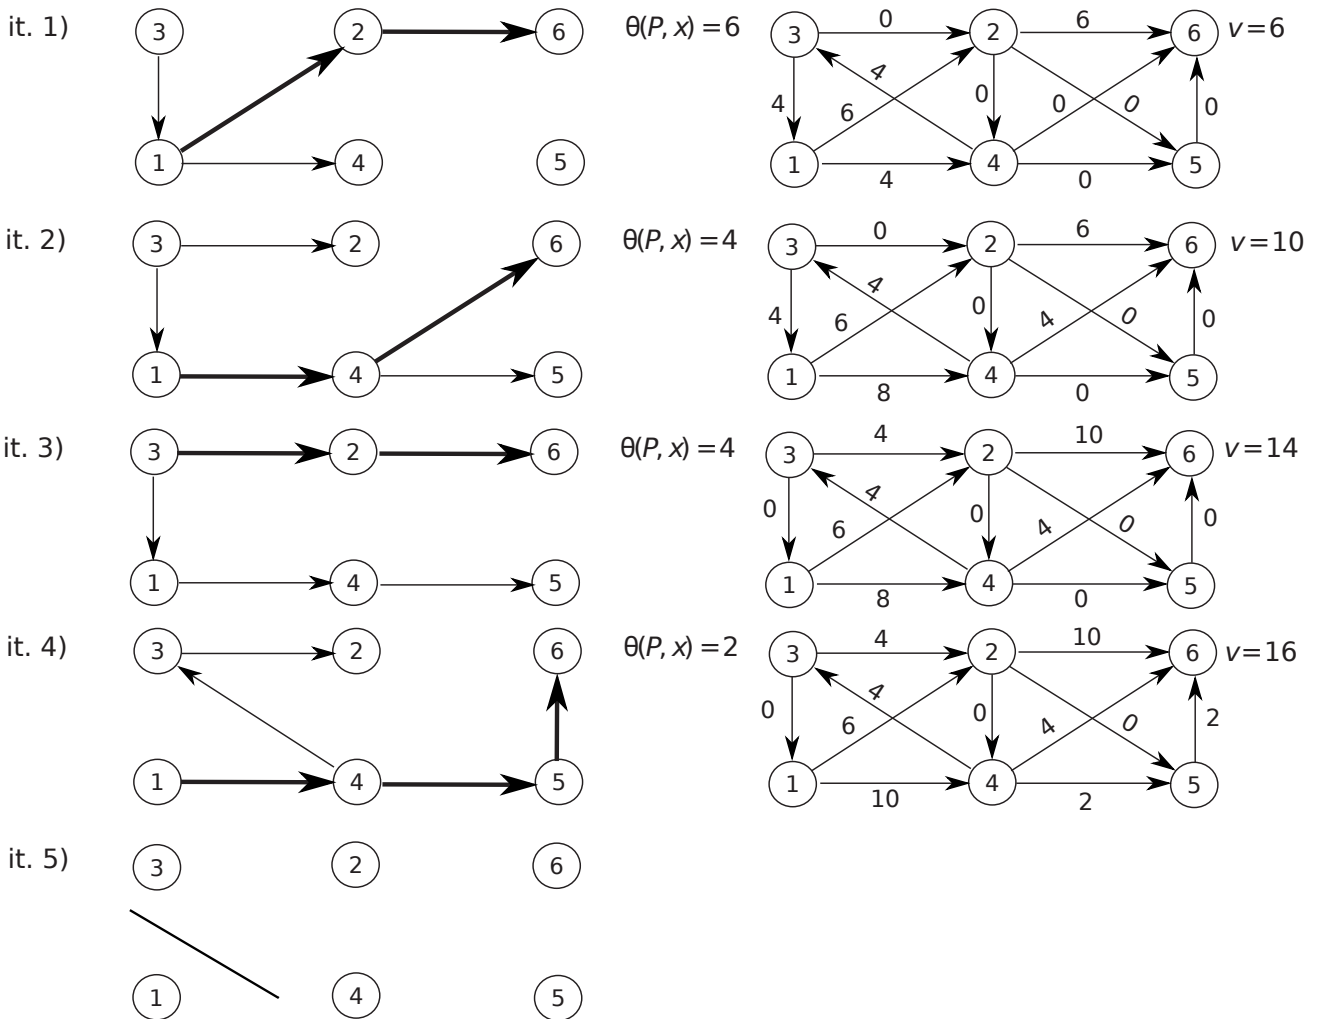 it. 1)
3 2 6
1 4 5
θ(P, x) = 6
3 0 2 6 6 v = 6
4 6 4 0 0 0 0
1 4 4 0 5
it. 2)
3 2 6
1 4 5
θ(P, x) = 4
3 0 2 6 6 v = 10
4 6 4 0 4 0 0
1 8 4 0 5
it. 3)
3 2 6
1 4 5
θ(P, x) = 4
3 4 2 10 6 v = 14
0 6 4 0 4 0 0
1 8 4 0 5
it. 4)
3 2 6
1 4 5
θ(P, x) = 2
3 4 2 10 6 v = 16
0 6 4 0 4 0 2
1 10 4 2 5
it. 5)
3 2 6
1 4 5